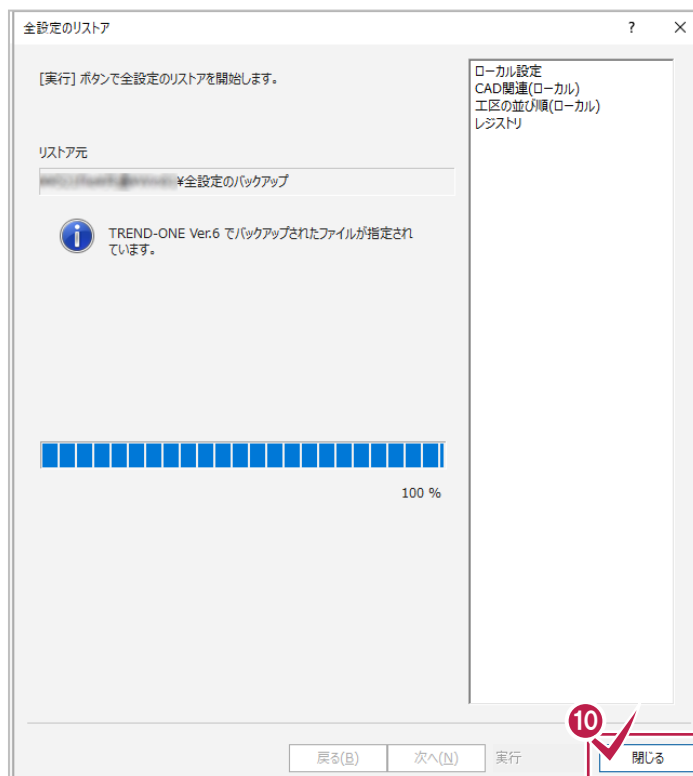 全設定のリストア
[実行] ボタンで全設定のリストアを開始します。
リストア元
¥全設定のバックアップ
TREND-ONE Ver.6 でバックアップされたファイルが指定され
ています。
100 %
ローカル設定
CAD関連(ローカル)
工区の並び順(ローカル)
レジストリ
10
戻る(B)
次へ(N)
実行
閉じる